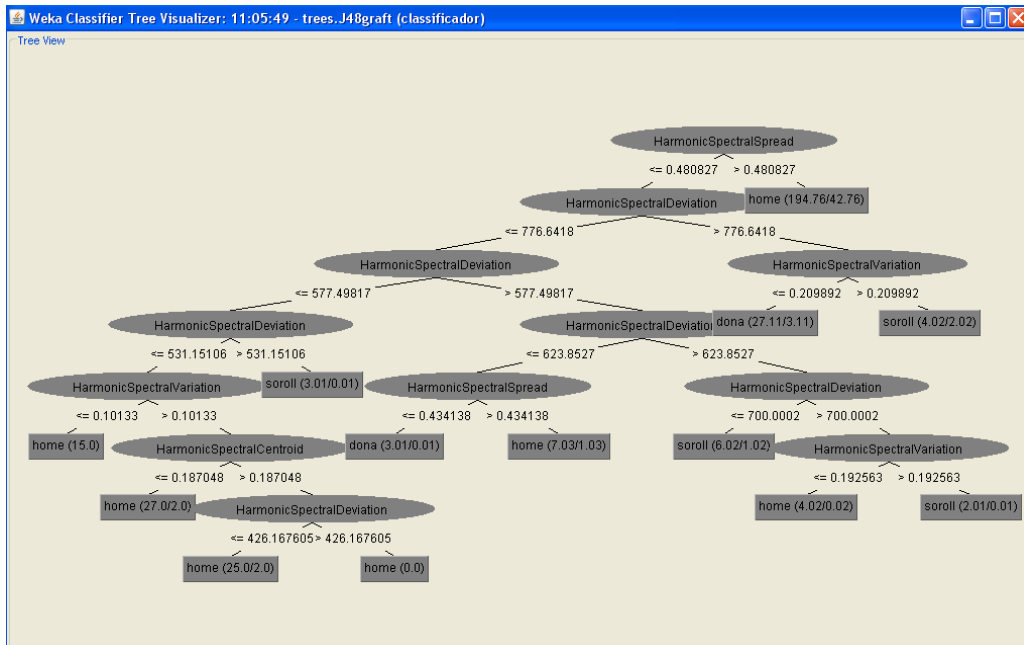 Weka Classifier Tree Visualizer: 11:05:49 - trees.J48graft (classificador)
Tree View
HarmonicSpectralSpread
<= 0.480827 > 0.480827
HarmonicSpectralDeviation home (194.76/42.76)
<= 776.6418 > 776.6418
HarmonicSpectralDeviation HarmonicSpectralVariation
<= 577.49817 > 577.49817 <= 0.209892 > 0.209892
HarmonicSpectralDeviation HarmonicSpectralDeviation dona (27.11/3.11) soroll (4.02/2.02)
<= 531.15106 > 531.15106 <= 623.8527 > 623.8527
HarmonicSpectralVariation soroll (3.01/0.01) HarmonicSpectralSpread HarmonicSpectralDeviation
<= 0.10133 > 0.10133 <= 0.434138 > 0.434138 <= 700.0002 > 700.0002
home (15.0) HarmonicSpectralCentroid dona (3.01/0.01) home (7.03/1.03) soroll (6.02/1.02) HarmonicSpectralVariation
<= 0.187048 > 0.187048 <= 0.192563 > 0.192563
home (27.0/2.0) HarmonicSpectralDeviation home (4.02/0.02) soroll (2.01/0.01)
<= 426.167605 > 426.167605
home (25.0/2.0) home (0.0)